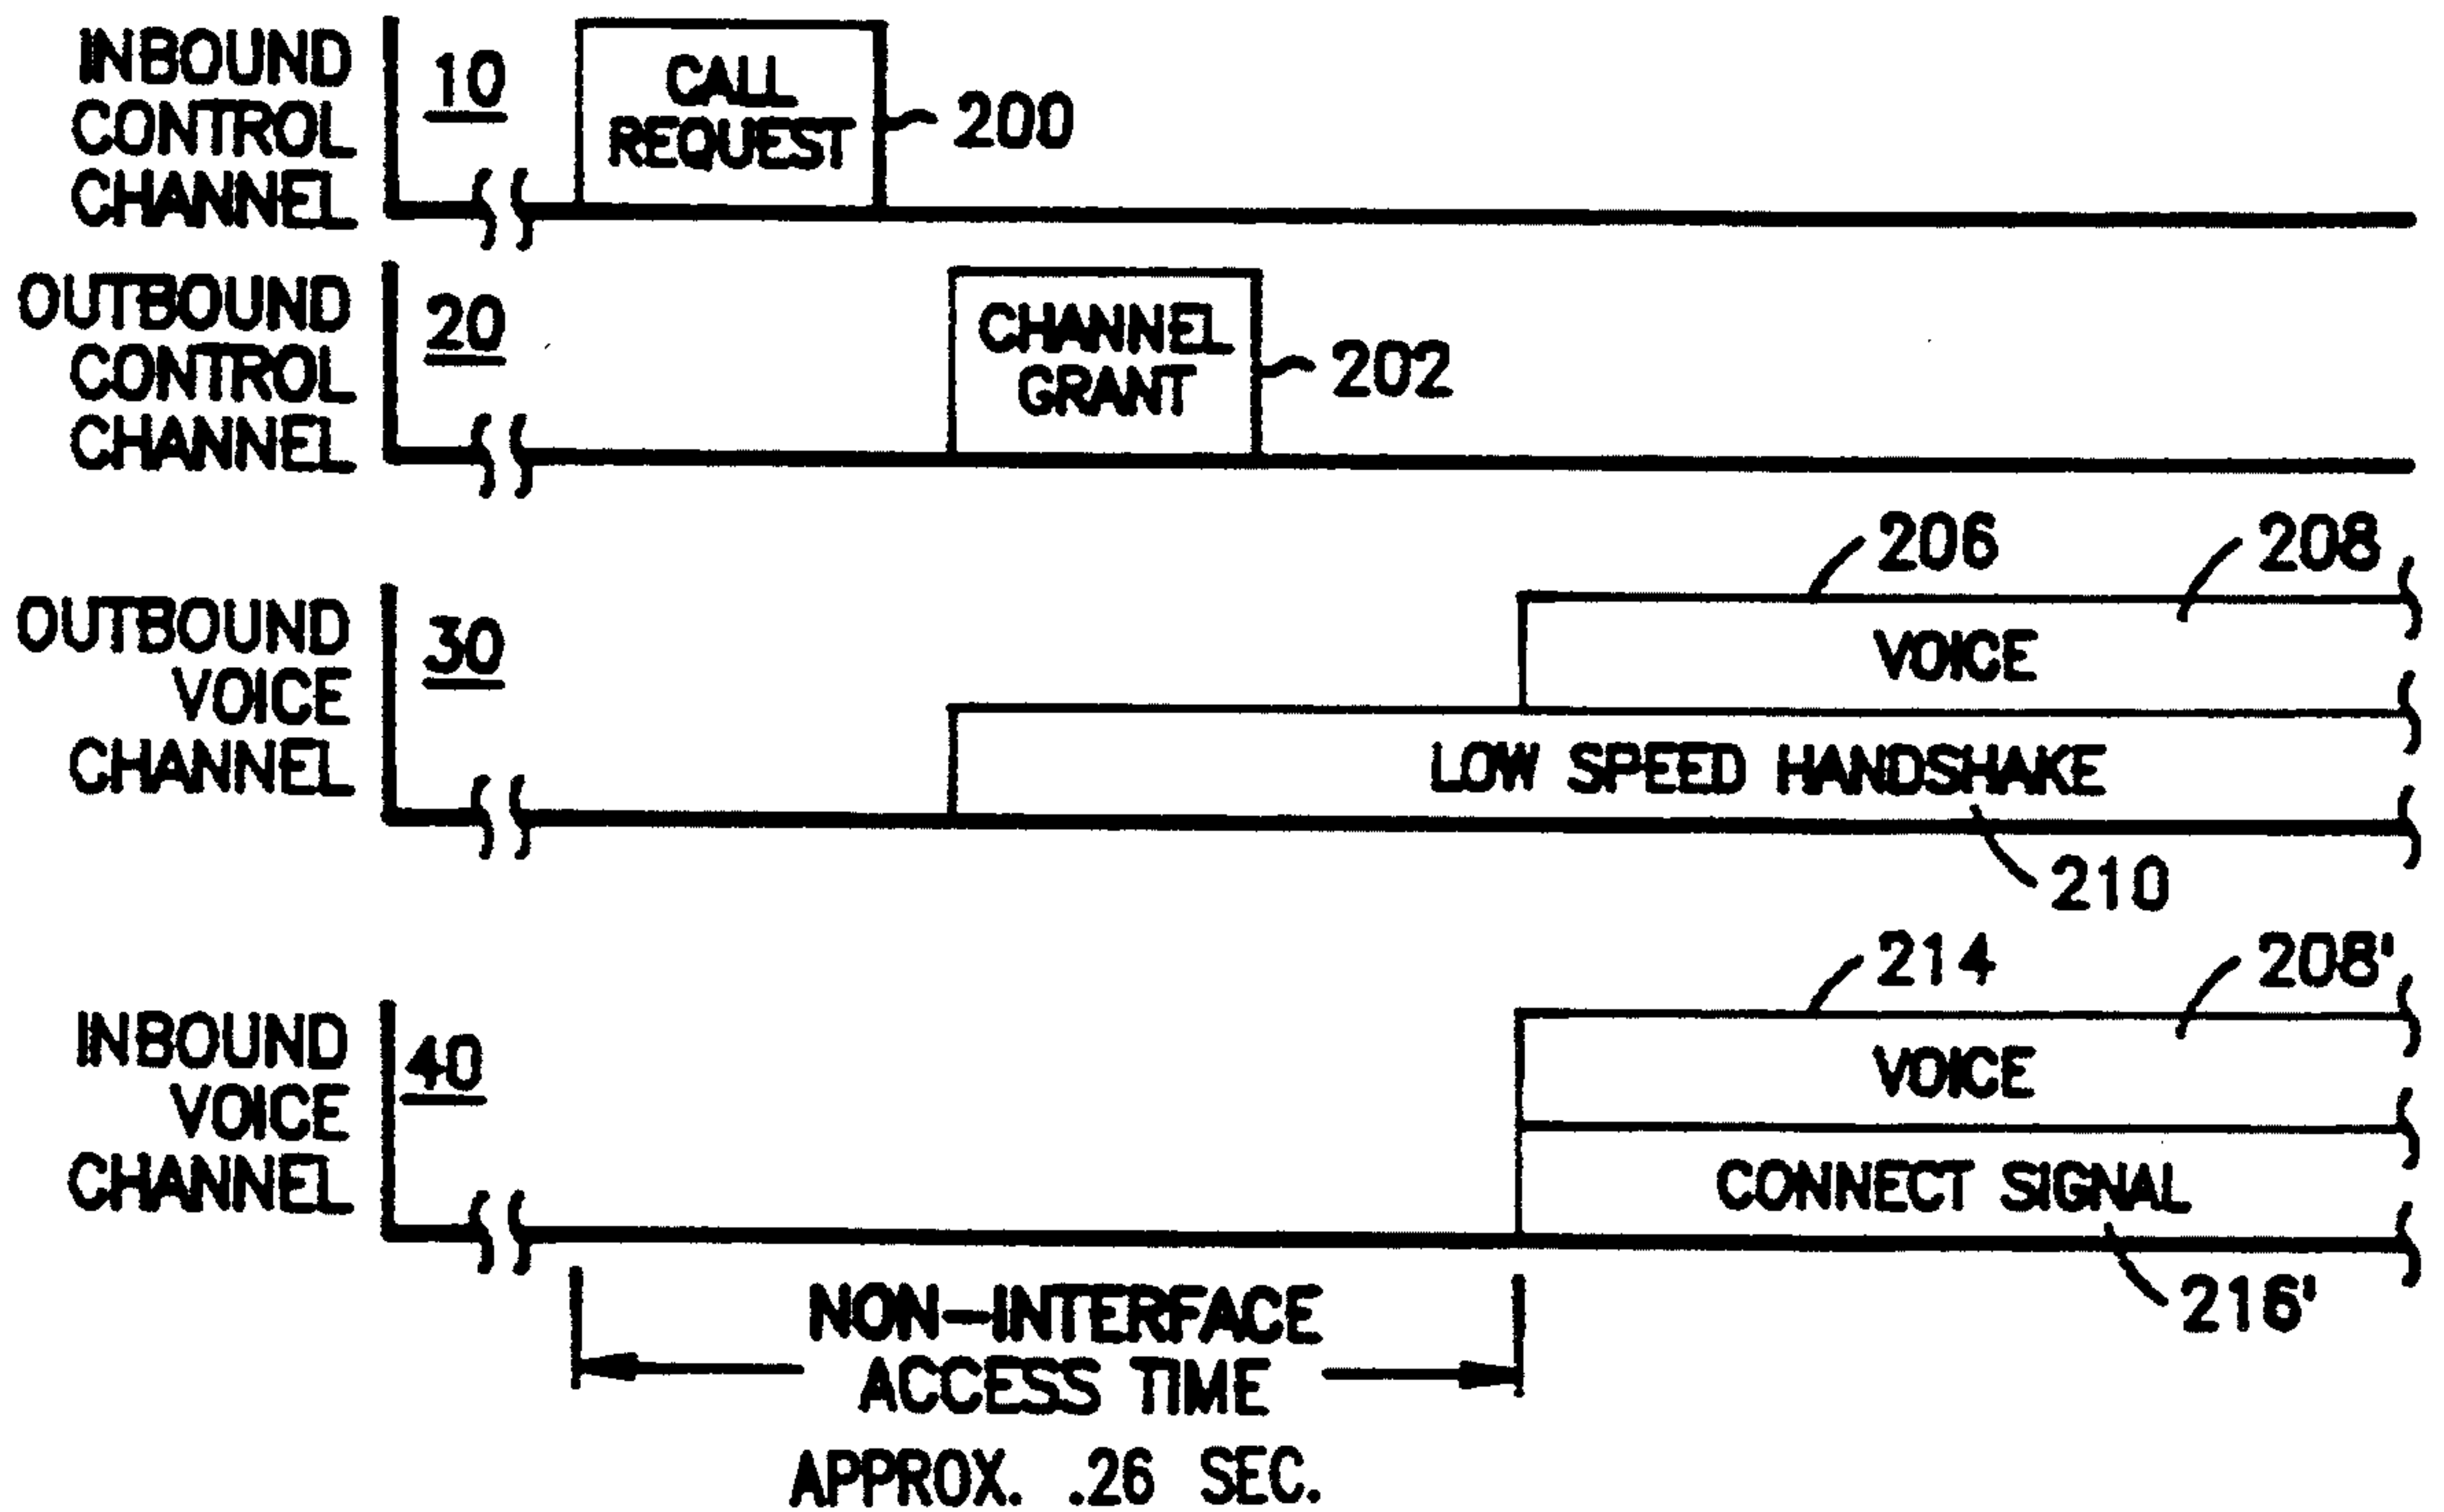 INBOUND
CONTROL
CHANNEL
10
CALL
REQUEST
200
OUTBOUND
CONTROL
CHANNEL
20
CHANNEL
GRANT
202
OUTBOUND
VOICE
CHANNEL
30
206
208
VOICE
LOW SPEED HANDSHAKE
210
INBOUND
VOICE
CHANNEL
40
214
208'
VOICE
CONNECT SIGNAL
216'
NON-INTERFACE
ACCESS TIME
APPROX. .26 SEC.